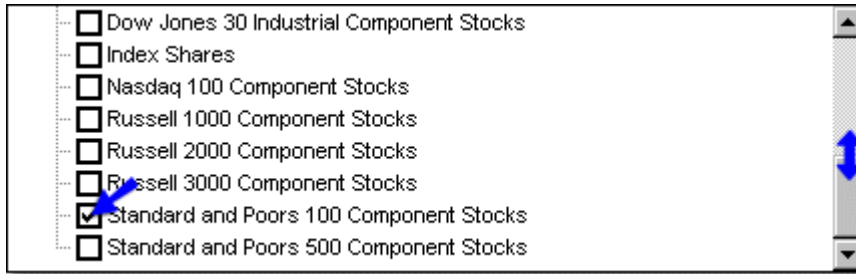 Dow Jones 30 Industrial Component Stocks
Index Shares
Nasdaq 100 Component Stocks
Russell 1000 Component Stocks
Russell 2000 Component Stocks
Russell 3000 Component Stocks
Standard and Poors 100 Component Stocks
Standard and Poors 500 Component Stocks